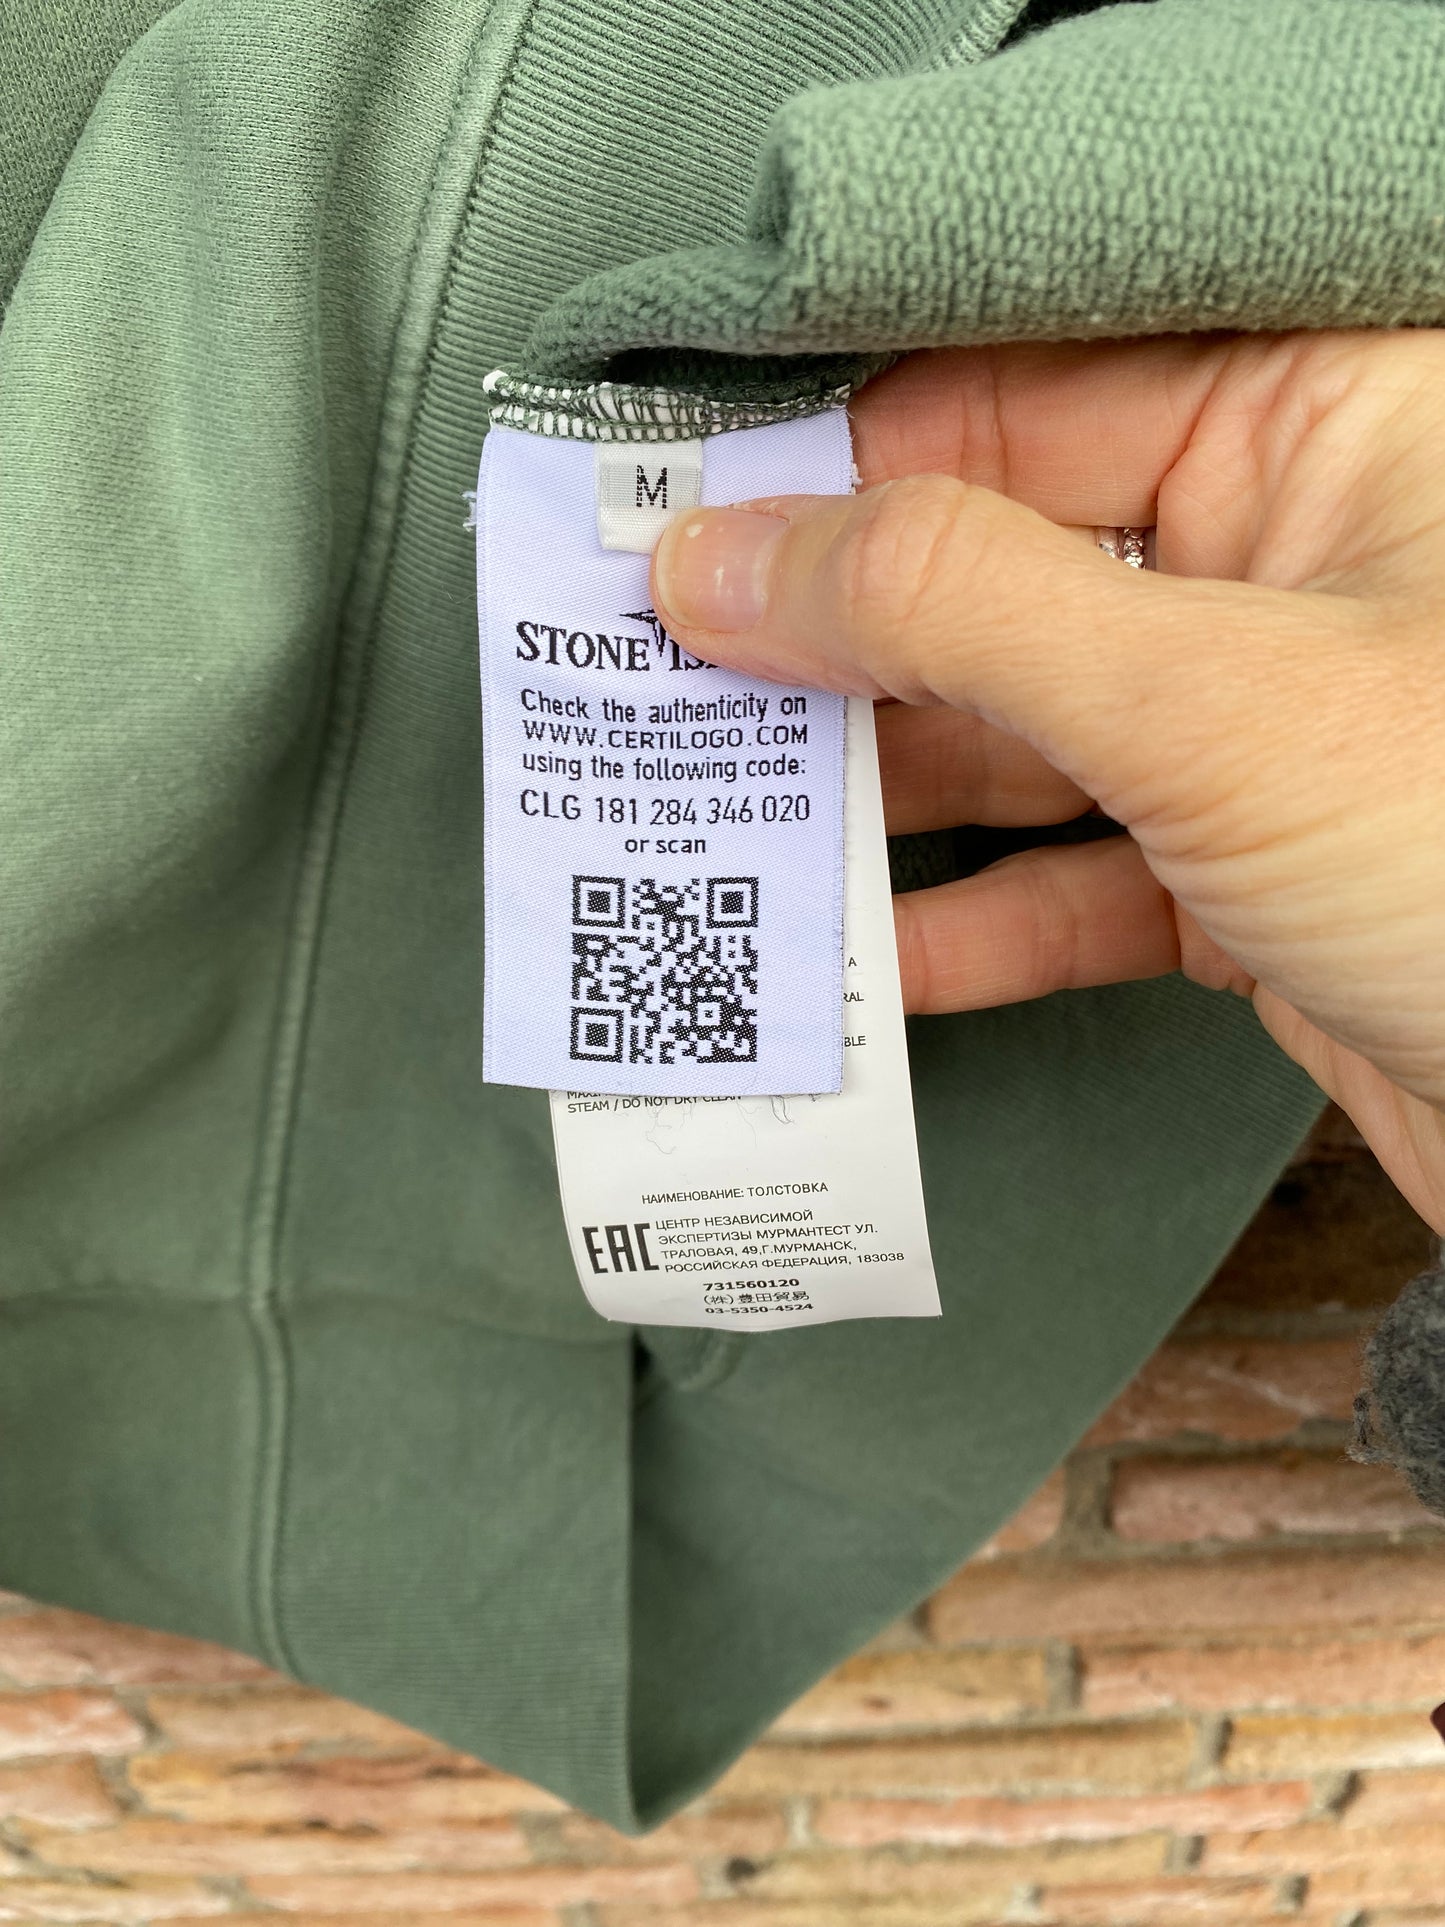 M
STONE
Check the authenticity on
WWW.CERTILOGO.COM
using the following code:
CLG 181 284 346 020
or scan
A
STEAM / DO NOT DRY CLEAN
НАИМЕНОВАНИЕ: ТОЛСТОВКА
EAC
ЦЕНТР НЕЗАВИСИМОЙ
ЭКСПЕРТИЗЫ МУРМАНТЕСТ УЛ.
ТРАЛОВАЯ, 49,Г.МУРМАНСК,
РОССИЙСКАЯ ФЕДЕРАЦИЯ, 183038
731560120
(株) 豊田貿易
03-5350-4524